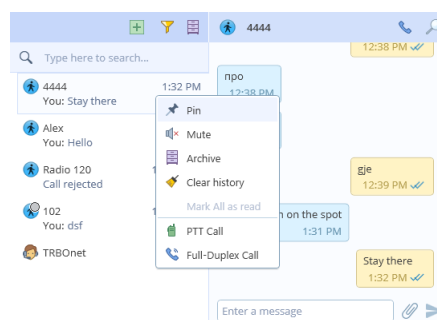 4444
Type here to search...
12:38 PM
4444
1:32 PM
You: Stay there
про
12:38 PM
Alex
You: Hello
Pin
Mute
Archive
Clear history
Mark All as read
PTT Call
Full-Duplex Call
Radio 120
1
Call rejected
gje
12:39 PM
102
1
You: dsf
on the spot
1:31 PM
TRBOnet
Stay there
1:32 PM
Enter a message